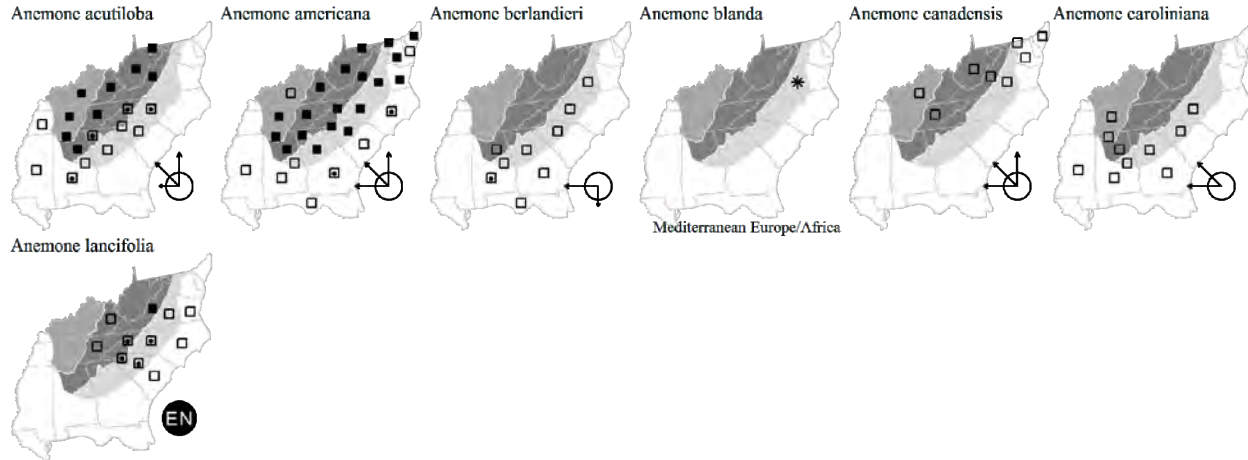 Anemone acutiloba
Anemone americana
Anemone berlandieri
Anemone blanda
Anemone canadensis
Anemone caroliniana
Mediterranean Europe/Africa
Anemone lancifolia
EN